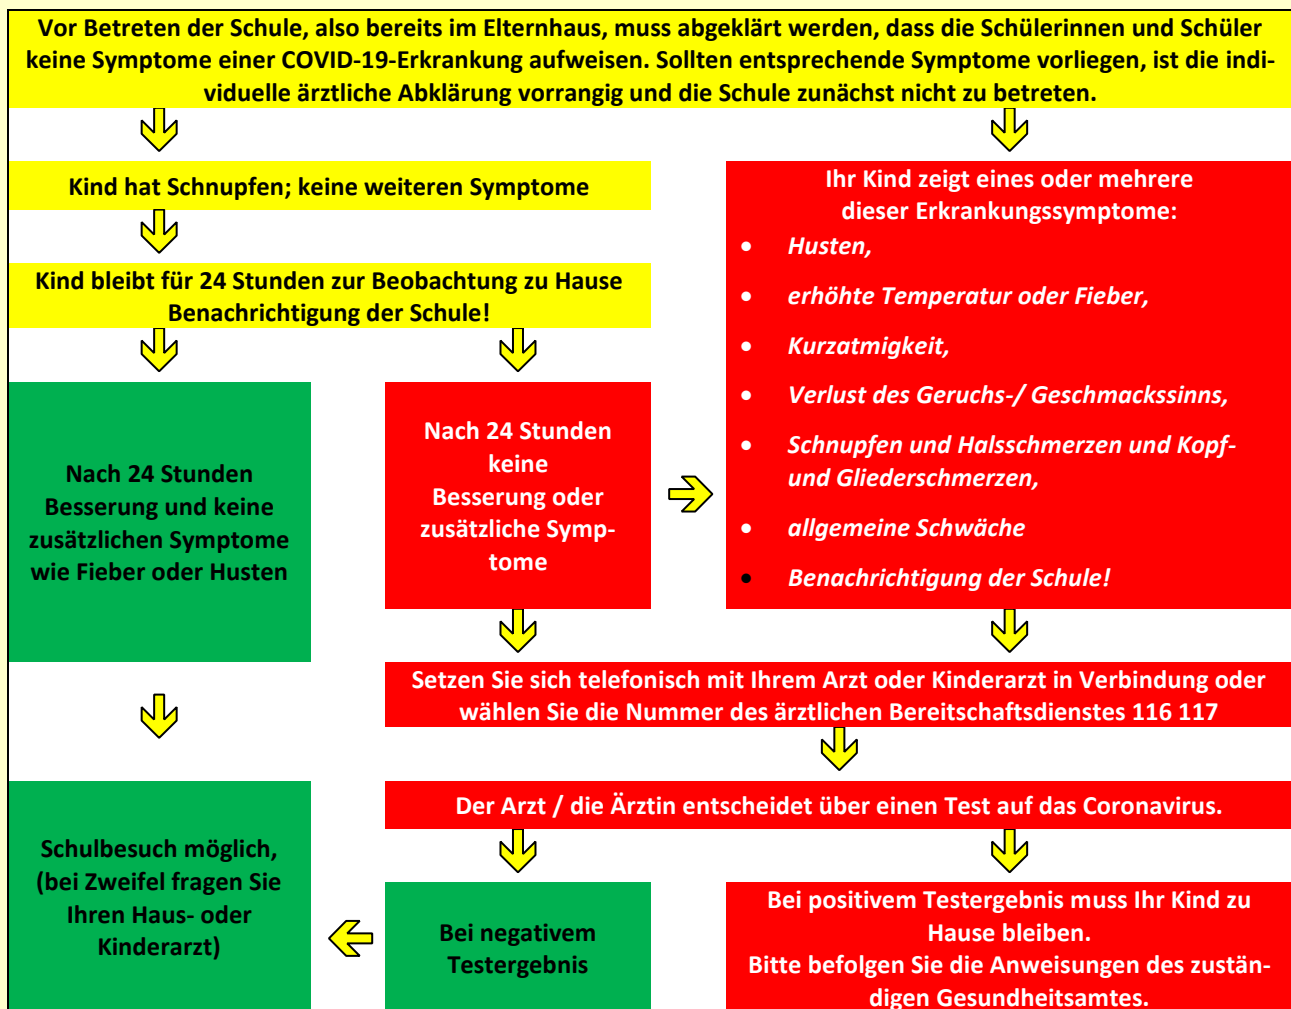 Vor Betreten der Schule, also bereits im Elternhaus, muss abgeklärt werden, dass die Schülerinnen und Schüler
keine Symptome einer COVID-19-Erkrankung aufweisen. Sollten entsprechende Symptome vorliegen, ist die indi-
viduelle ärztliche Abklärung vorrangig und die Schule zunächst nicht zu betreten.
Kind hat Schnupfen; keine weiteren Symptome
Kind bleibt für 24 Stunden zur Beobachtung zu Hause
Benachrichtigung der Schule!
Nach 24 Stunden
Besserung und keine
zusätzlichen Symptome
wie Fieber oder Husten
Nach 24 Stunden
keine
Besserung oder
zusätzliche Symp-
tome
Ihr Kind zeigt eines oder mehrere
dieser Erkrankungssymptome:
• Husten,
• erhöhte Temperatur oder Fieber,
• Kurzatmigkeit,
• Verlust des Geruchs-/ Geschmackssinns,
• Schnupfen und Halsschmerzen und Kopf-
und Gliederschmerzen,
• allgemeine Schwäche
• Benachrichtigung der Schule!
Setzen Sie sich telefonisch mit Ihrem Arzt oder Kinderarzt in Verbindung oder
wählen Sie die Nummer des ärztlichen Bereitschaftsdienstes 116 117
Der Arzt / die Ärztin entscheidet über einen Test auf das Coronavirus.
Schulbesuch möglich,
(bei Zweifel fragen Sie
Ihren Haus- oder
Kinderarzt)
Bei negativem
Testergebnis
Bei positivem Testergebnis muss Ihr Kind zu
Hause bleiben.
Bitte befolgen Sie die Anweisungen des zustän-
digen Gesundheitsamtes.